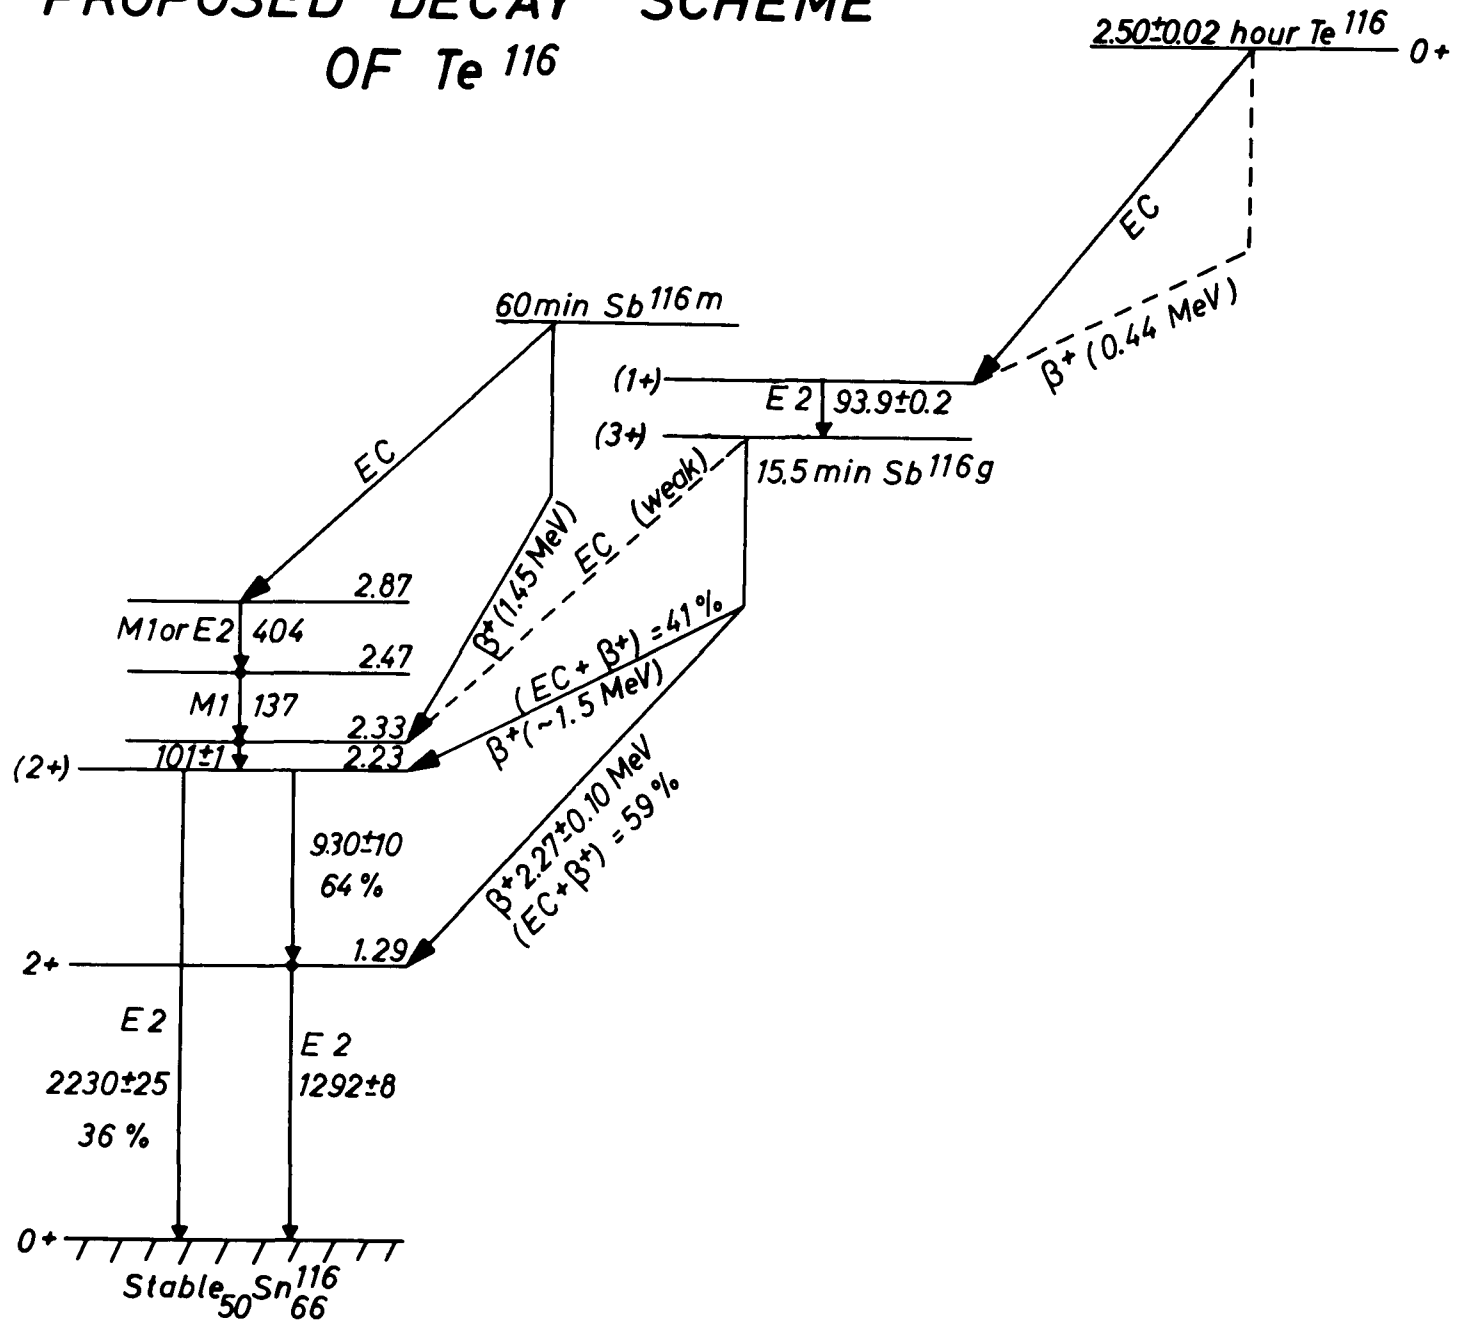 PROPOSED DECAY SCHEME
OF Te 116
2.50±0.02 hour Te 116
0+
EC
β+ (0.44 MeV)
60 min Sb 116 m
(1+)
E 2 93.9±0.2
(3+)
15.5 min Sb 116 g
EC
β+ (1.45 MeV)
EC (weak)
2.87
M1 or E2 404
2.47
M1 137
2.33
101±1
2.23
(2+)
(EC + β+) = 41 %
β+ (~1.5 MeV)
β+ 2.27±0.10 MeV
(EC + β+) = 59 %
930±10
64 %
1.29
2+
E 2
2230±25
36 %
E 2
1292±8
0+
Stable 50 Sn 116 66